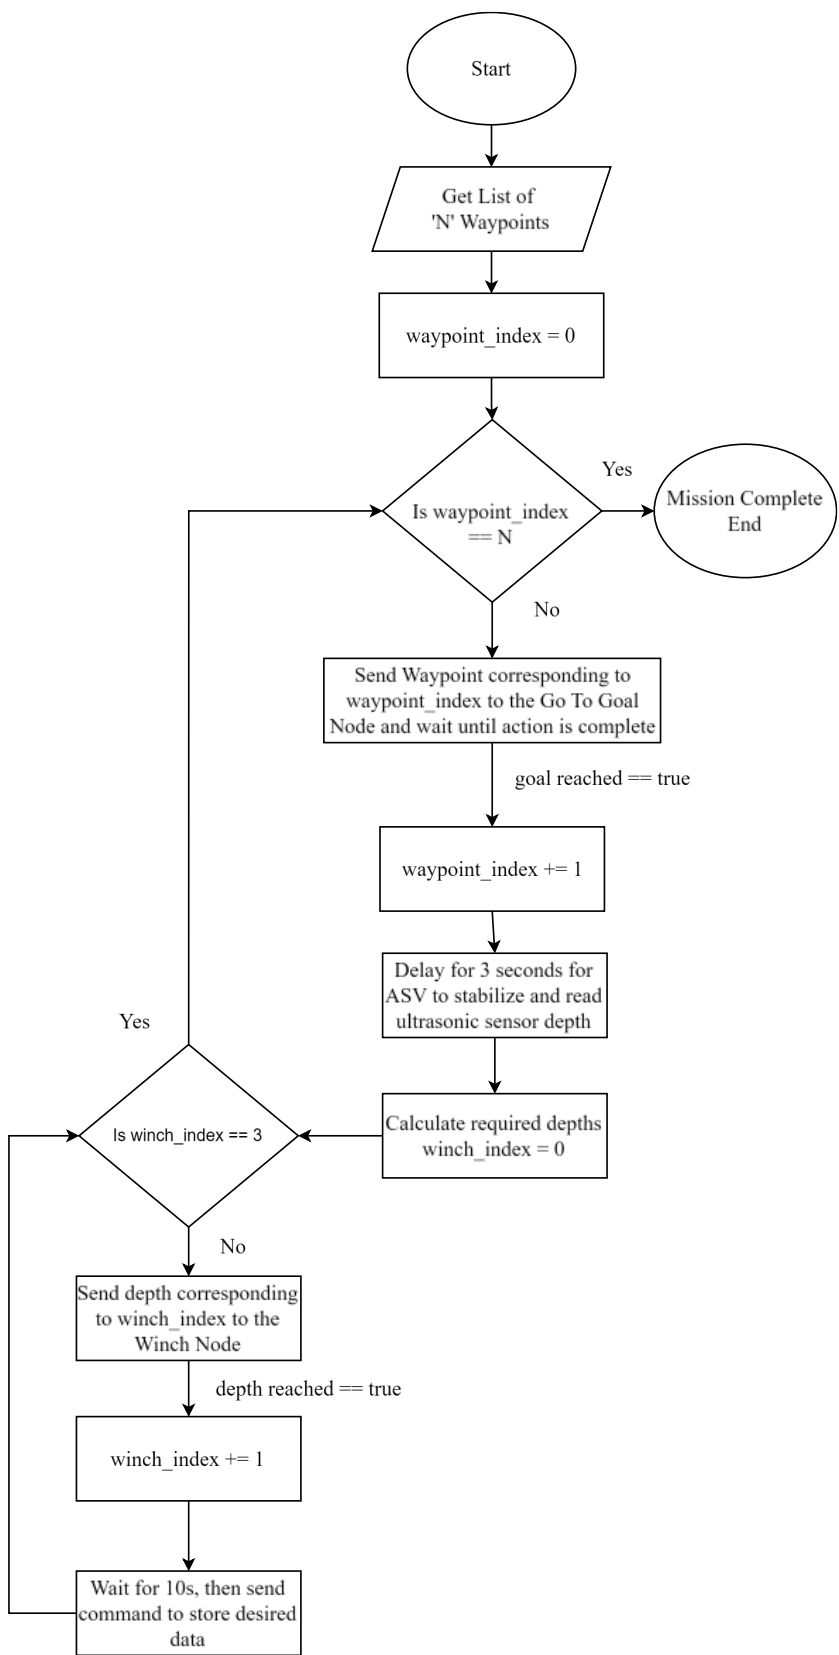 Start
Get List of
'N' Waypoints
waypoint_index = 0
Is waypoint_index
== N
Yes
Mission Complete
End
No
Send Waypoint corresponding to
waypoint_index to the Go To Goal
Node and wait until action is complete
goal reached == true
waypoint_index += 1
Delay for 3 seconds for
ASV to stabilize and read
ultrasonic sensor depth
Calculate required depths
winch_index = 0
Yes
Is winch_index == 3
No
Send depth corresponding
to winch_index to the
Winch Node
depth reached == true
winch_index += 1
Wait for 10s, then send
command to store desired
data